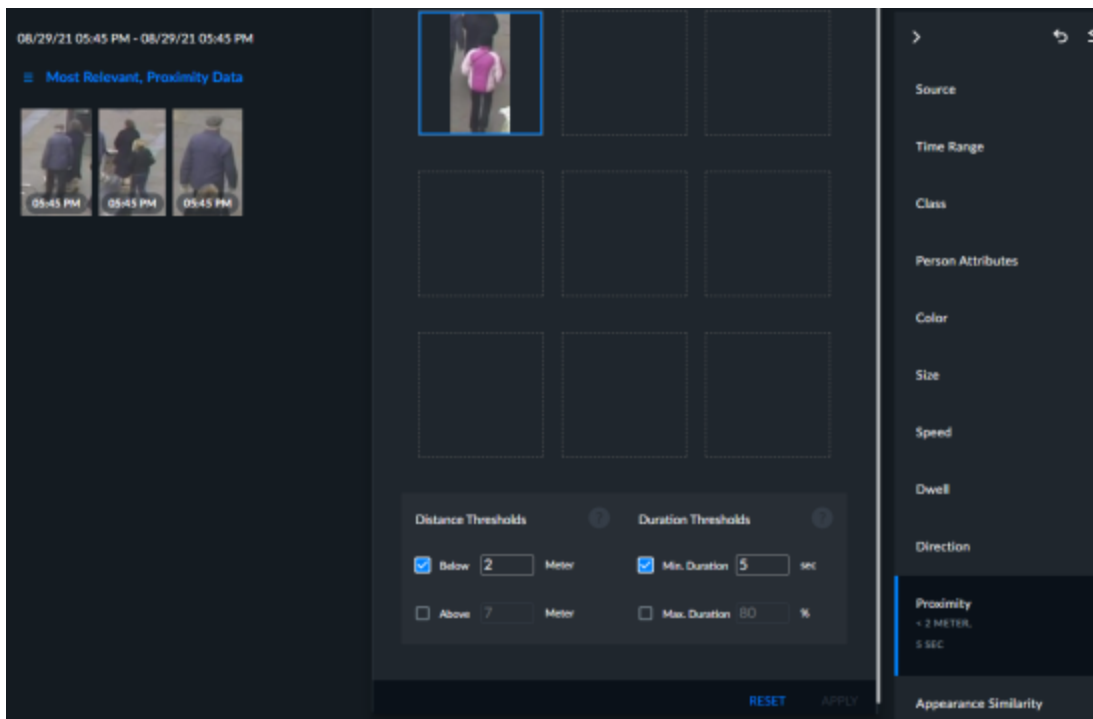 08/29/21 05:45 PM - 08/29/21 05:45 PM
Most Relevant, Proximity Data
05:45 PM
05:45 PM
05:45 PM
Distance Thresholds ?
Duration Thresholds ?
Below 2 Meter
Min. Duration 5 sec
Above 7 Meter
Max. Duration 80 %
RESET APPLY
Source
Time Range
Class
Person Attributes
Color
Size
Speed
Dwell
Direction
Proximity
< 2 METER,
5 SEC
Appearance Similarity